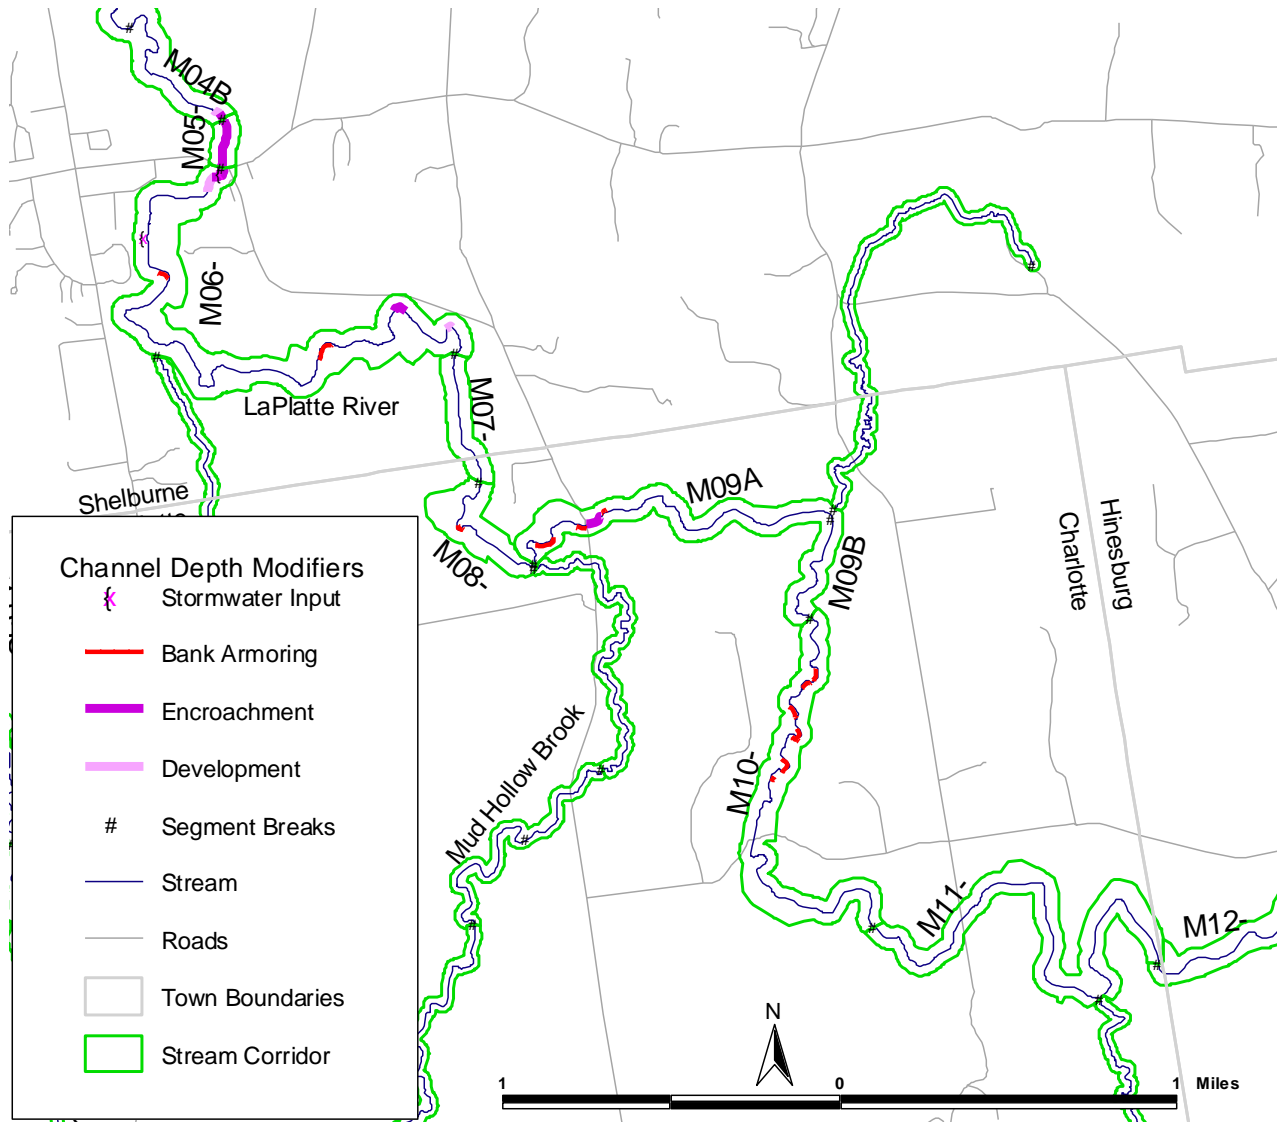 M04B
M05-
M06-
LaPlatte River
M07-
Shelburne
M08-
M09A
M09B
Hinesburg
Charlotte
M10-
Mud Hollow Brook
M11-
M12-
Channel Depth Modifiers
Stormwater Input
Bank Armoring
Encroachment
Development
# Segment Breaks
Stream
Roads
Town Boundaries
Stream Corridor
N
1 0 1 Miles